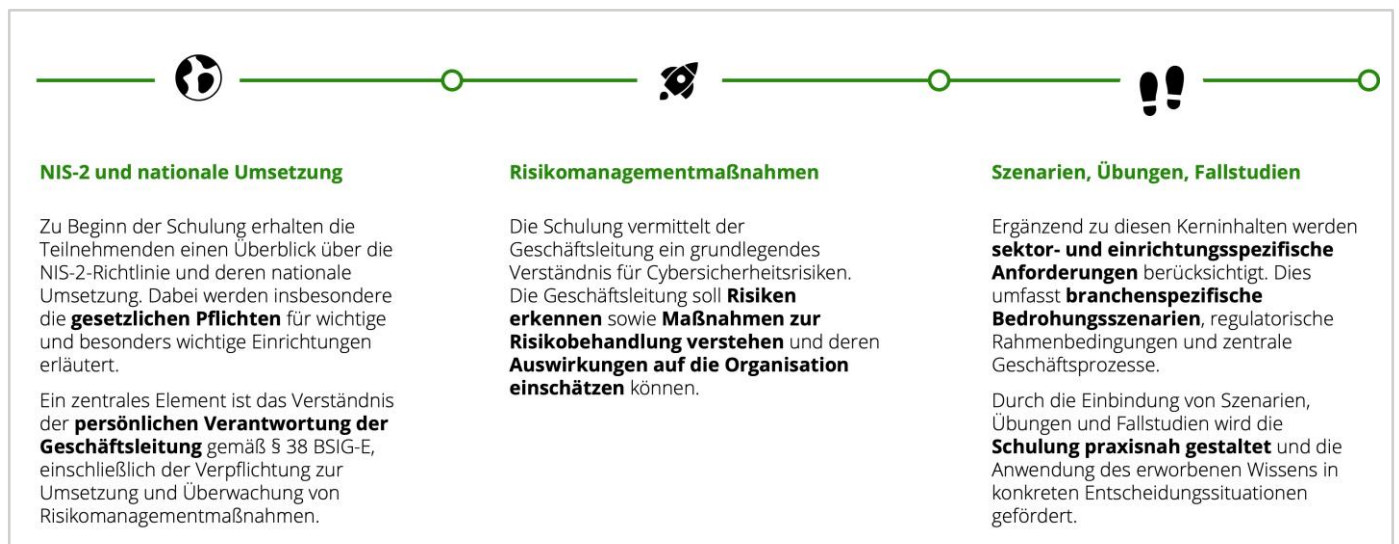 NIS-2 und nationale Umsetzung
Zu Beginn der Schulung erhalten die
Teilnehmenden einen Überblick über die
NIS-2-Richtlinie und deren nationale
Umsetzung. Dabei werden insbesondere
die gesetzlichen Pflichten für wichtige
und besonders wichtige Einrichtungen
erläutert.
Ein zentrales Element ist das Verständnis
der persönlichen Verantwortung der
Geschäftsleitung gemäß § 38 BSIG-E,
einschließlich der Verpflichtung zur
Umsetzung und Überwachung von
Risikomanagementmaßnahmen.
Risikomanagementmaßnahmen
Die Schulung vermittelt der
Geschäftsleitung ein grundlegendes
Verständnis für Cybersicherheitsrisiken.
Die Geschäftsleitung soll Risiken
erkennen sowie Maßnahmen zur
Risikobehandlung verstehen und deren
Auswirkungen auf die Organisation
einschätzen können.
Szenarien, Übungen, Fallstudien
Ergänzend zu diesen Kerninhalten werden
sektor- und einrichtungsspezifische
Anforderungen berücksichtigt. Dies
umfasst branchenspezifische
Bedrohungsszenarien, regulatorische
Rahmenbedingungen und zentrale
Geschäftsprozesse.
Durch die Einbindung von Szenarien,
Übungen und Fallstudien wird die
Schulung praxisnah gestaltet und die
Anwendung des erworbenen Wissens in
konkreten Entscheidungssituationen
gefördert.